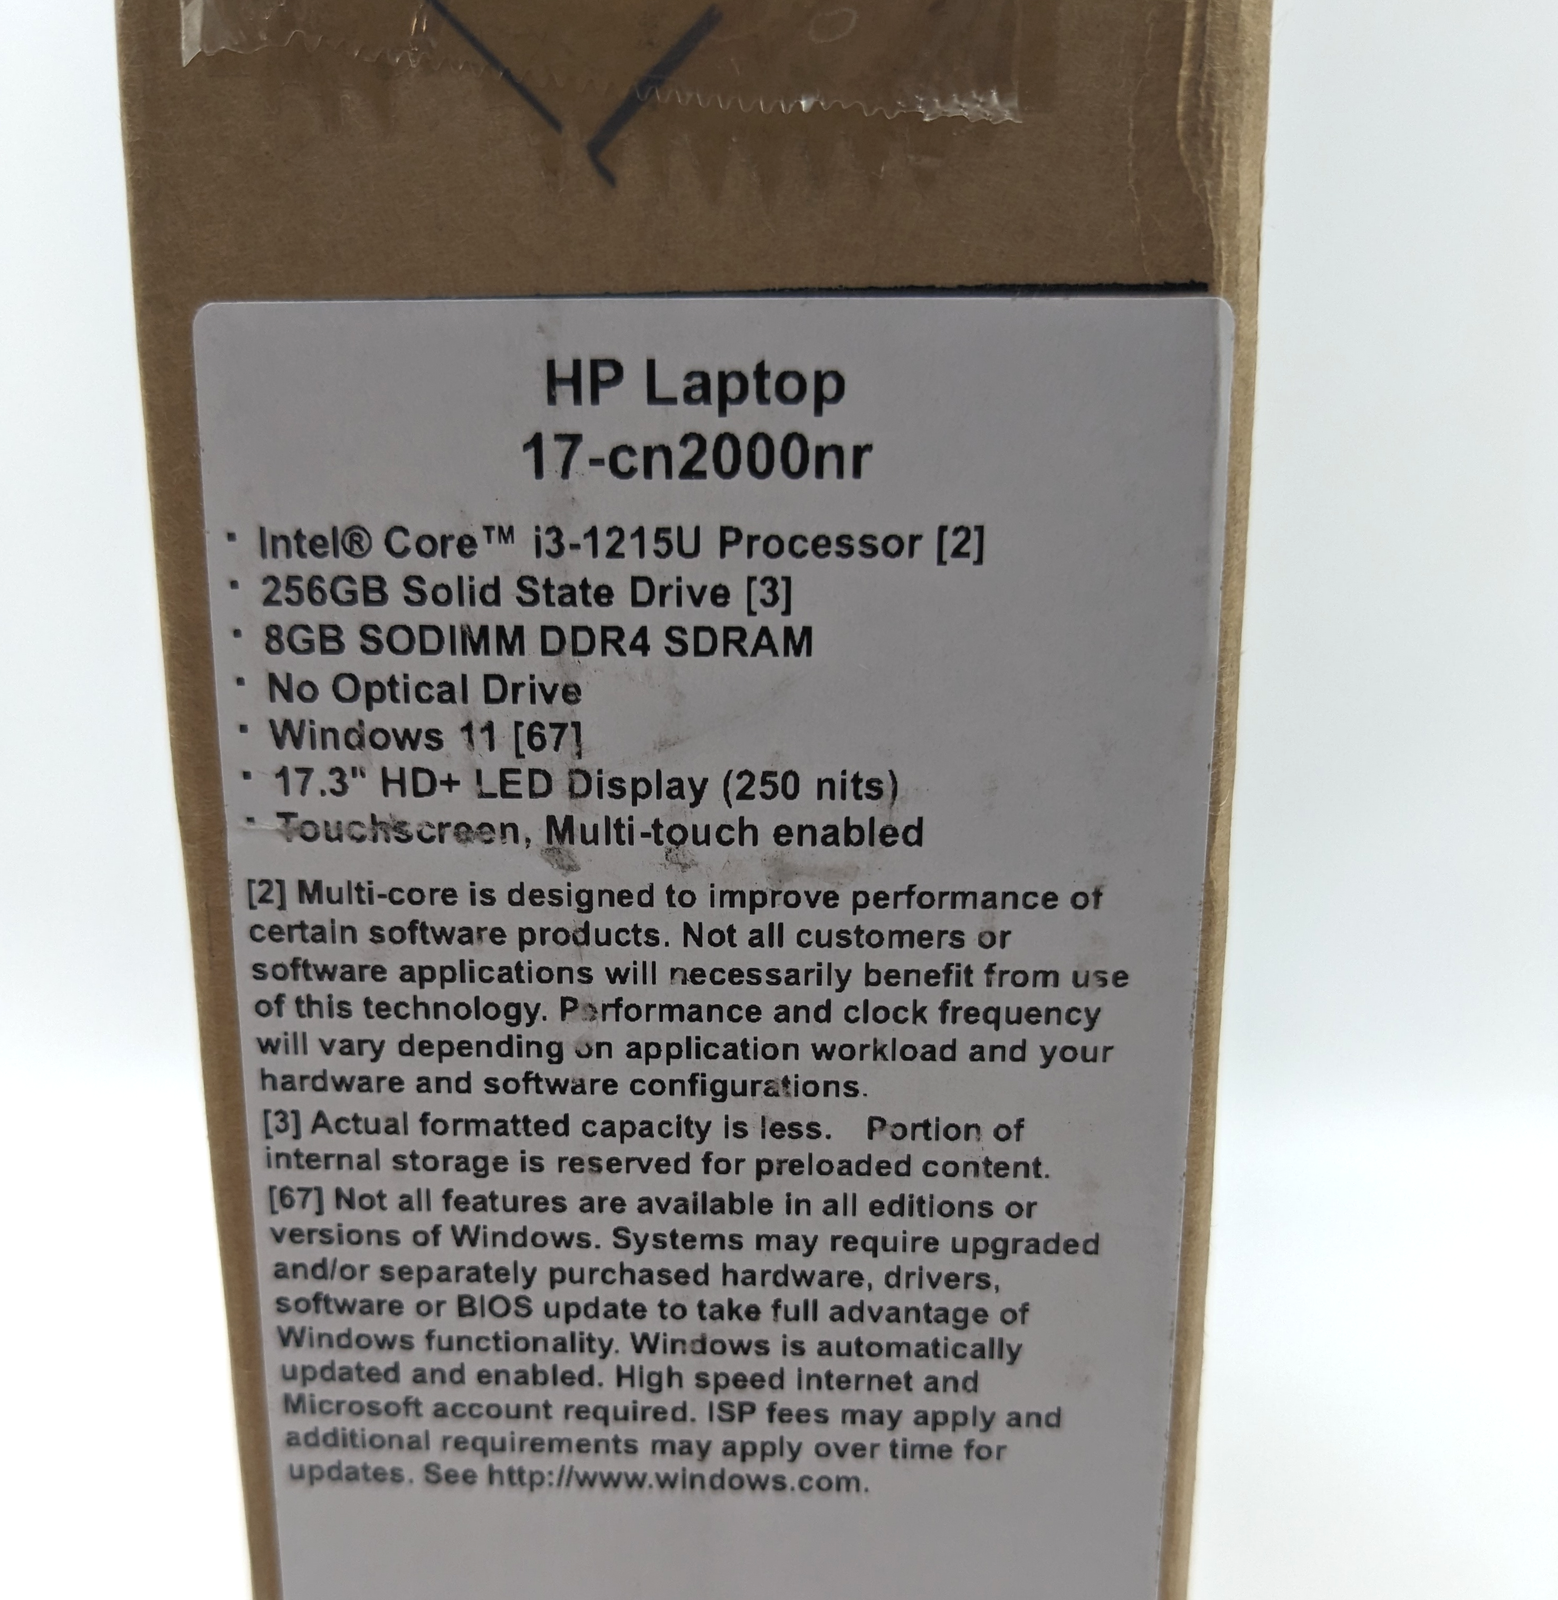 HP Laptop
17-cn2000nr
· Intel® Core™ i3-1215U Processor [2]
· 256GB Solid State Drive [3]
· 8GB SODIMM DDR4 SDRAM
· No Optical Drive
· Windows 11 [67]
· 17.3" HD+ LED Display (250 nits)
· Touchscreen, Multi-touch enabled
[2] Multi-core is designed to improve performance of
certain software products. Not all customers or
software applications will necessarily benefit from use
of this technology. Performance and clock frequency
will vary depending on application workload and your
hardware and software configurations.
[3] Actual formatted capacity is less. Portion of
internal storage is reserved for preloaded content.
[67] Not all features are available in all editions or
versions of Windows. Systems may require upgraded
and/or separately purchased hardware, drivers,
software or BIOS update to take full advantage of
Windows functionality. Windows is automatically
updated and enabled. High speed internet and
Microsoft account required. ISP fees may apply and
additional requirements may apply over time for
updates. See http://www.windows.com.